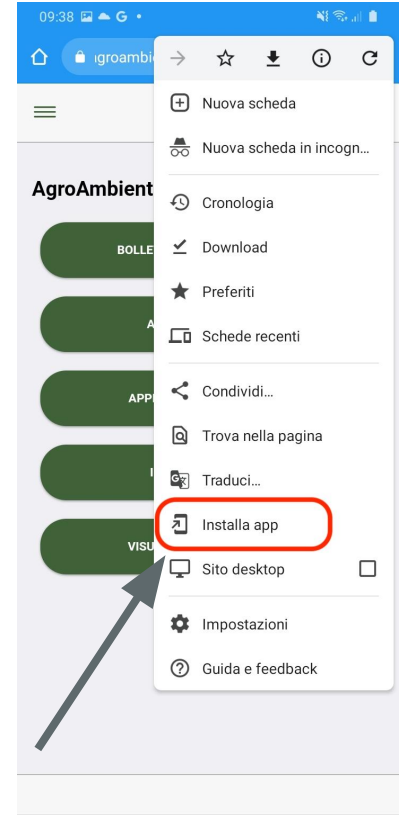 09:38
agroambi
Nuova scheda
Nuova scheda in incogn...
AgroAmbient
Cronologia
BOLLE
Download
Preferiti
A
Schede recenti
APP
Condividi...
Trova nella pagina
Traduci...
Installa app
VISU
Sito desktop
Impostazioni
Guida e feedback